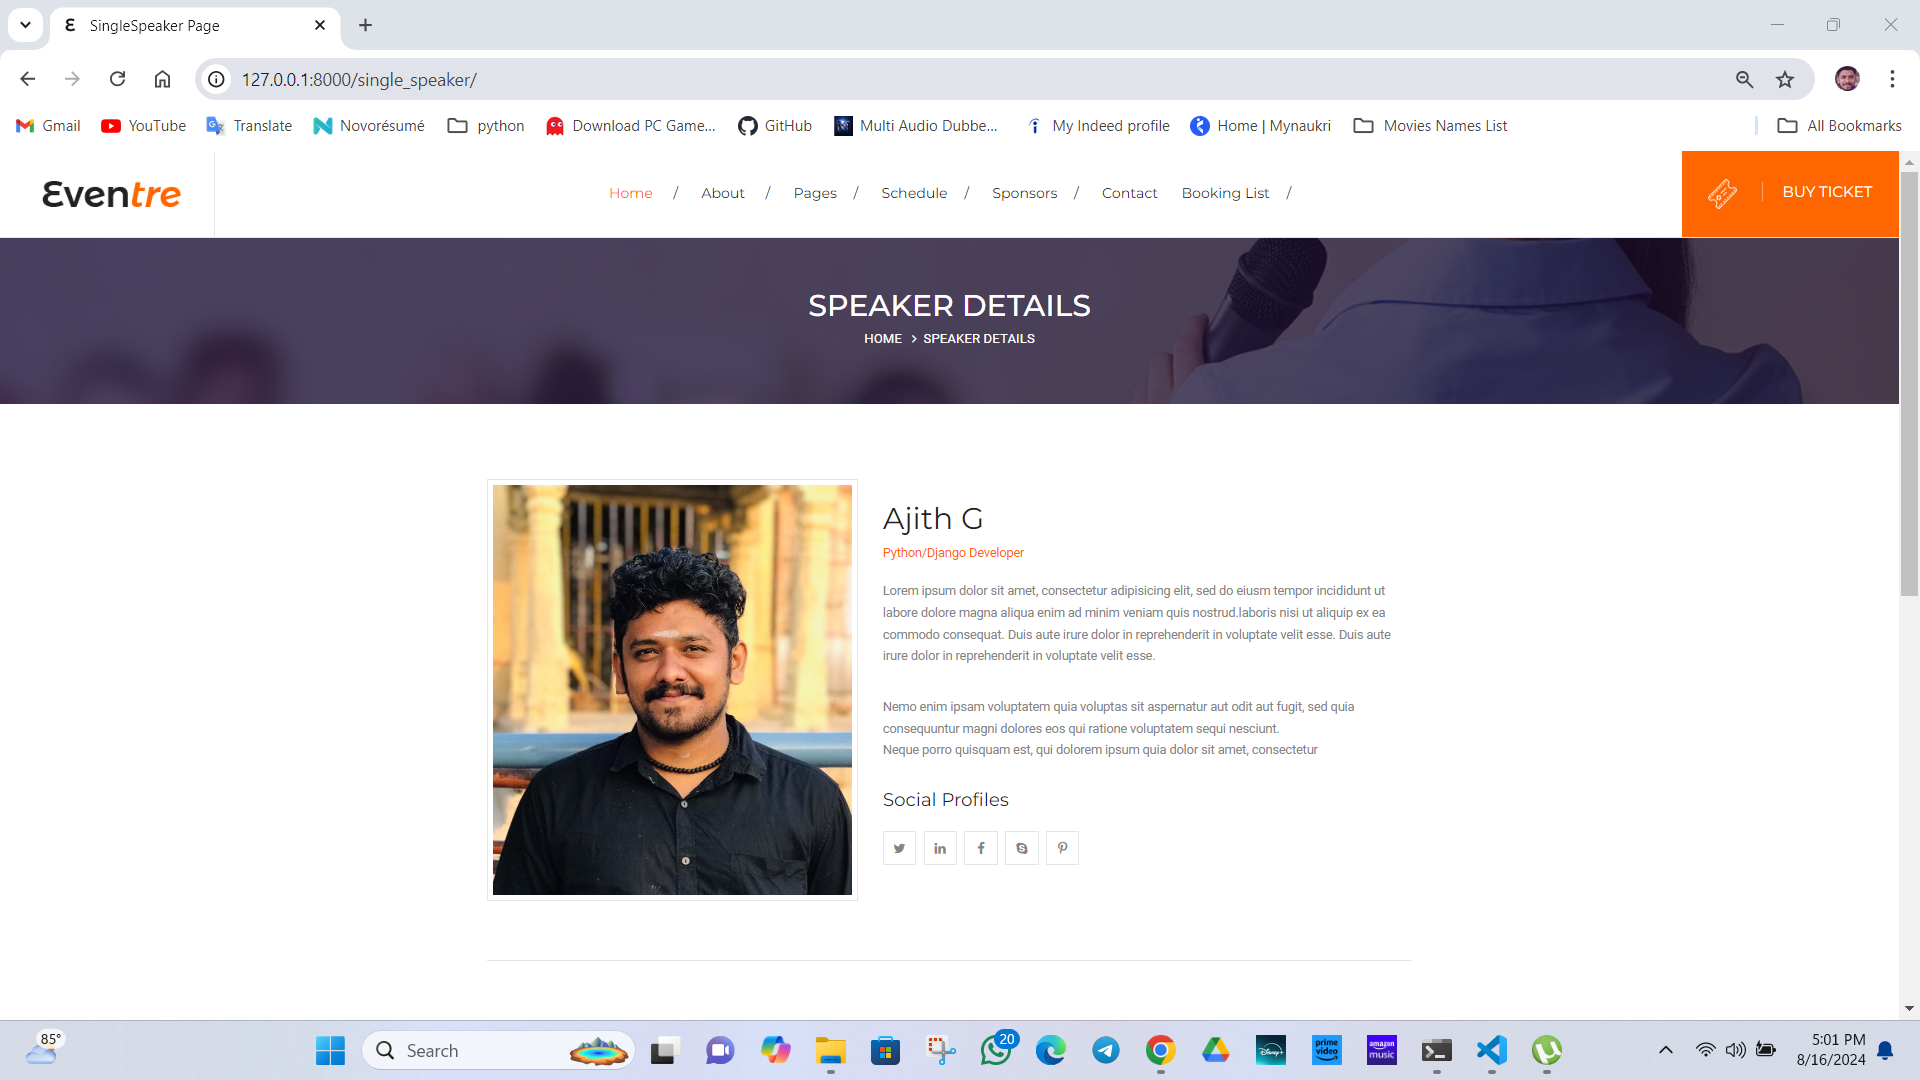 SingleSpeaker Page
127.0.0.1:8000/single_speaker/
Gmail YouTube Translate Novorésumé python Download PC Game... GitHub Multi Audio Dubbe... My Indeed profile Home | Mynaukri Movies Names List All Bookmarks
Eventre
Home / About / Pages / Schedule / Sponsors / Contact Booking List /
BUY TICKET
SPEAKER DETAILS
HOME > SPEAKER DETAILS
Ajith G
Python/Django Developer
Lorem ipsum dolor sit amet, consectetur adipisicing elit, sed do eiusm tempor incididunt ut
labore dolore magna aliqua enim ad minim veniam quis nostrud.laboris nisi ut aliquip ex ea
commodo consequat. Duis aute irure dolor in reprehenderit in voluptate velit esse. Duis aute
irure dolor in reprehenderit in voluptate velit esse.
Nemo enim ipsam voluptatem quia voluptas sit aspernatur aut odit aut fugit, sed quia
consequuntur magni dolores eos qui ratione voluptatem sequi nesciunt.
Neque porro quisquam est, qui dolorem ipsum quia dolor sit amet, consectetur
Social Profiles
85°
Search
20
Disney+
prime video
amazon music
5:01 PM
8/16/2024